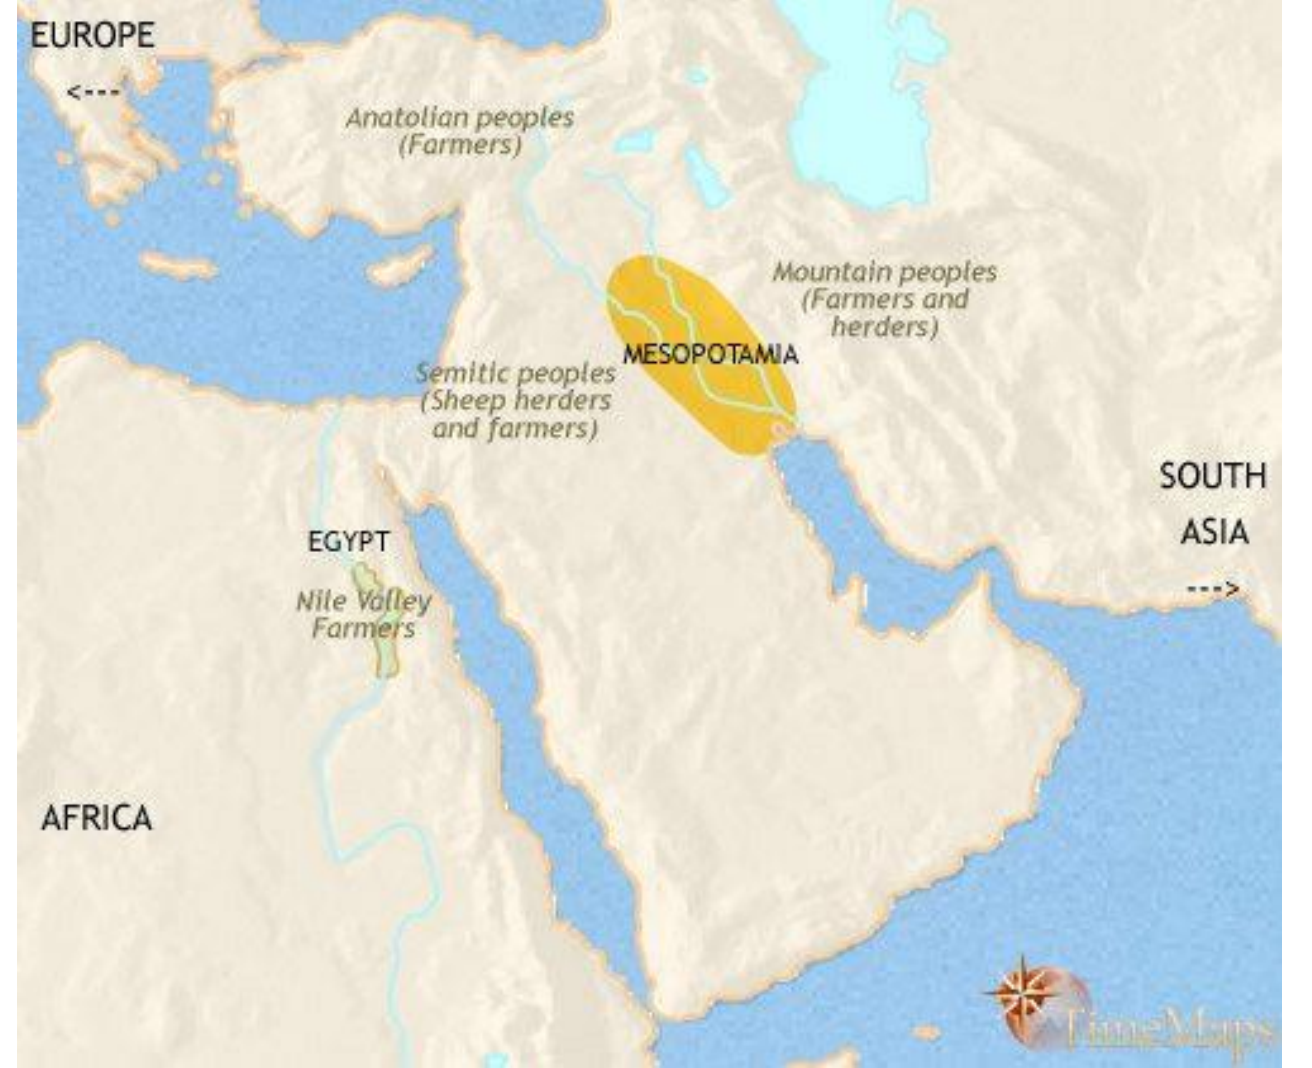 EUROPE
<---
Anatolian peoples
(Farmers)
Mountain peoples
(Farmers and
herders)
MESOPOTAMIA
Semitic peoples
(Sheep herders
and farmers)
SOUTH
ASIA
--->
EGYPT
Nile Valley
Farmers
AFRICA
TimeMaps